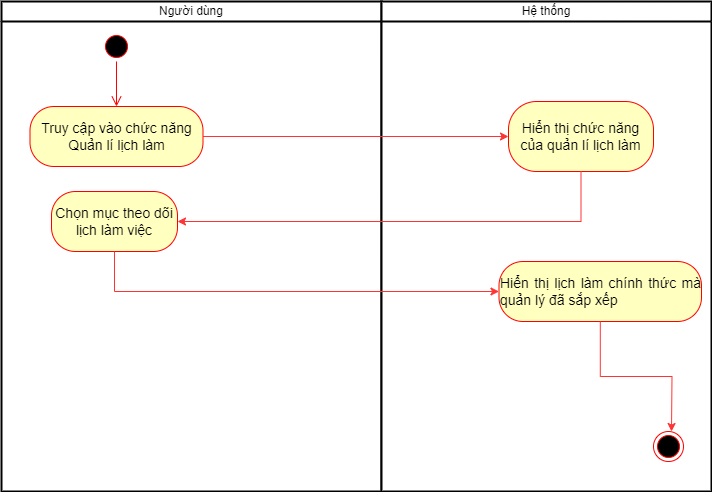 Người dùng
Hệ thống
Truy cập vào chức năng
Quản lí lịch làm
Hiển thị chức năng
của quản lí lịch làm
Chọn mục theo dõi
lịch làm việc
Hiển thị lịch làm chính thức mà
quản lý đã sắp xếp